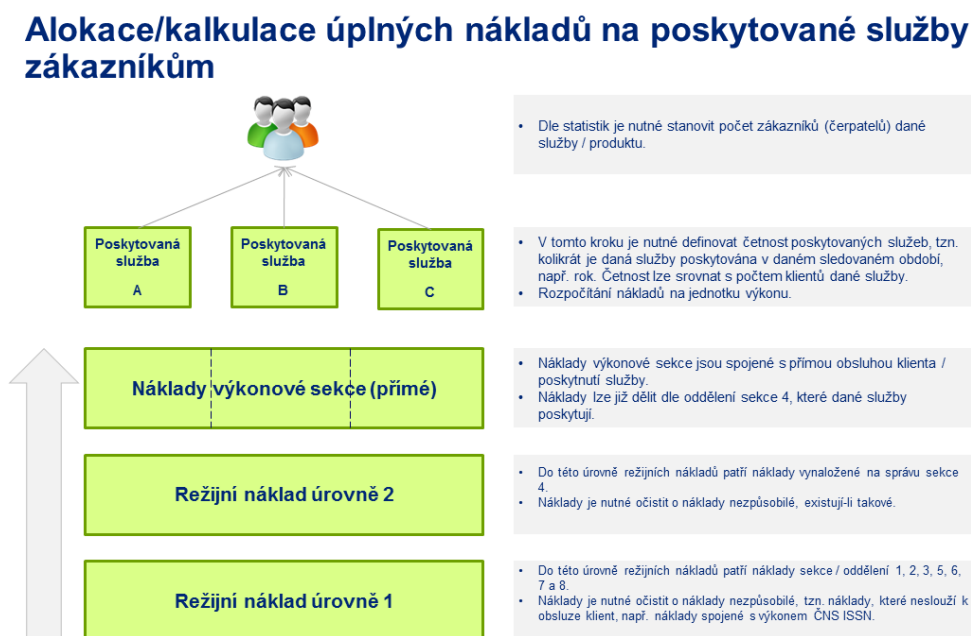 Alokace/kalkulace úplných nákladů na poskytované služby
zákazníkům
• Dle statistik je nutné stanovit počet zákazníků (čerpatelů) dané
služby / produktu.
Poskytovaná
služba
A
Poskytovaná
služba
B
Poskytovaná
služba
C
• V tomto kroku je nutné definovat četnost poskytovaných služeb, tzn.
kolikrát je daná služby poskytována v daném sledovaném období,
např. rok. Četnost lze srovnat s počtem klientů dané služby.
• Rozpočítání nákladů na jednotku výkonu.
Náklady výkonové sekce (přímé)
• Náklady výkonové sekce jsou spojené s přímou obsluhou klienta /
poskytnutí služby.
• Náklady lze již dělit dle oddělení sekce 4, které dané služby
poskytují.
Režijní náklad úrovně 2
• Do této úrovně režijních nákladů patří náklady vynaložené na správu sekce
4.
• Náklady je nutné očistit o náklady nezpůsobilé, existují-li takové.
Režijní náklad úrovně 1
• Do této úrovně režijních nákladů patří náklady sekce / oddělení 1, 2, 3, 5, 6,
7 a 8.
• Náklady je nutné očistit o náklady nezpůsobilé, tzn. náklady, které neslouží k
obsluze klient, např. náklady spojené s výkonem ČNS ISSN.